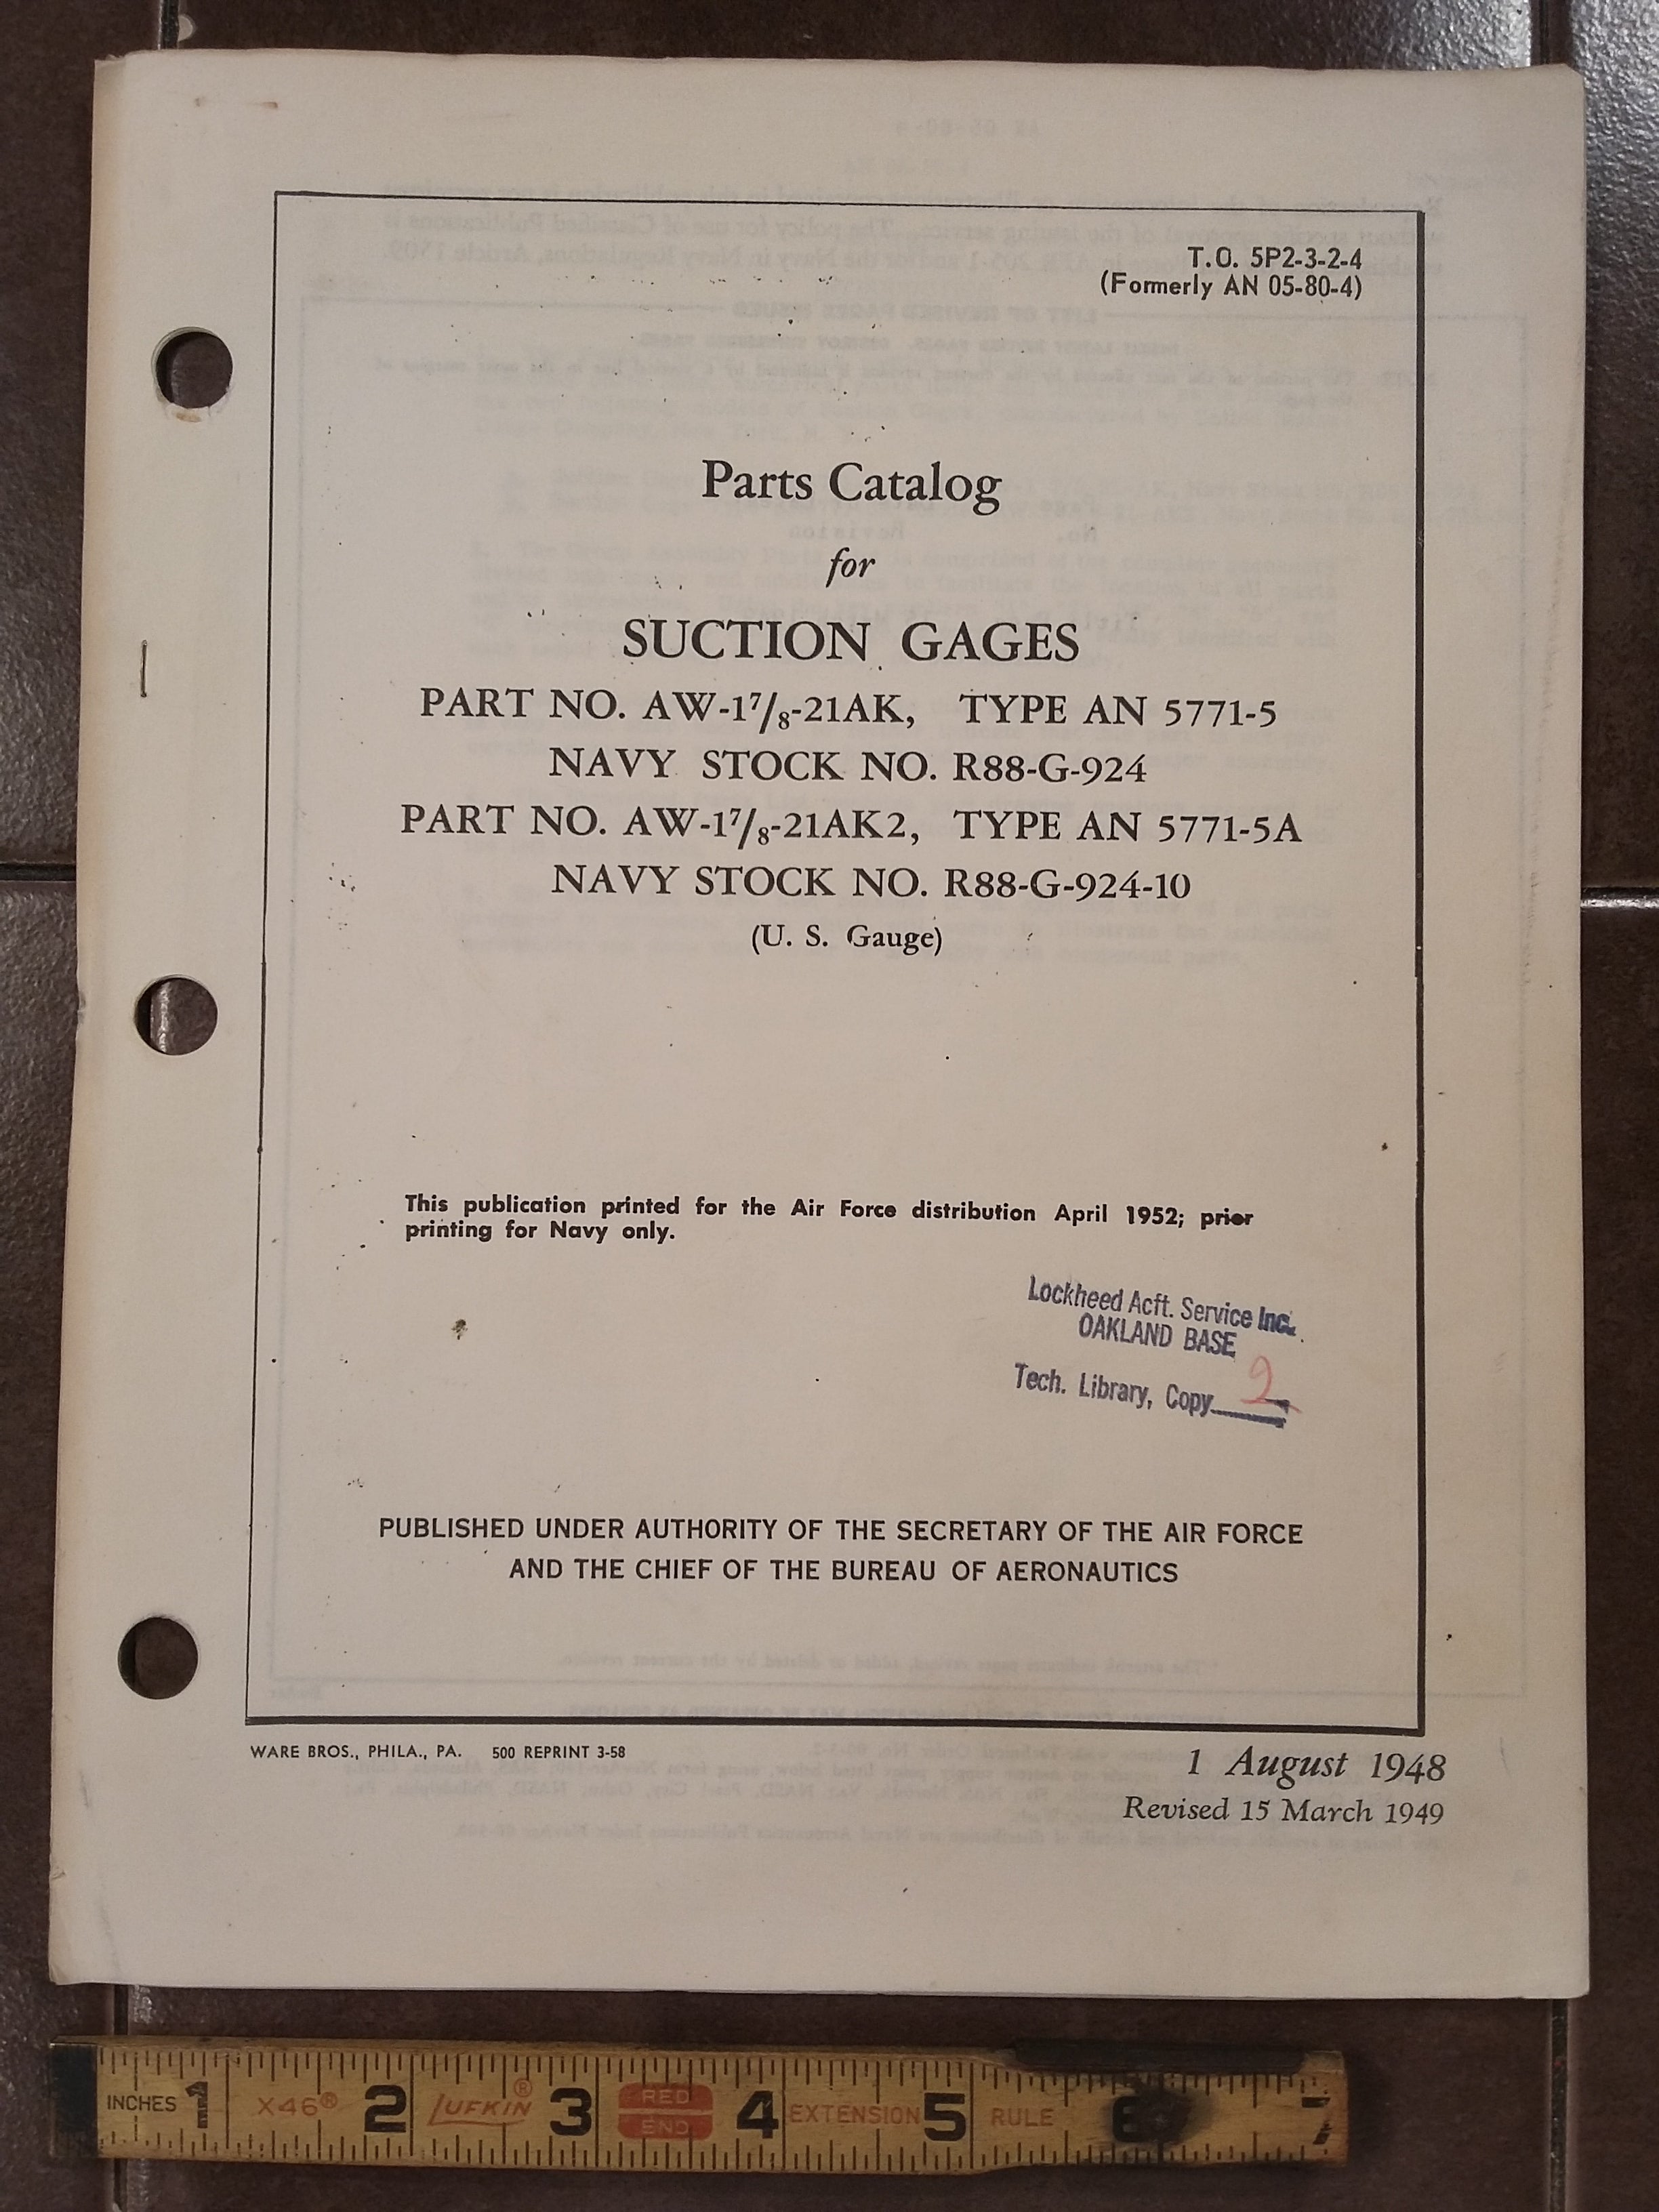 T.O. 5P2-3-2-4
(Formerly AN 05-80-4)
Parts Catalog
for
SUCTION GAGES
PART NO. AW-1⁷/₈-21AK, TYPE AN 5771-5
NAVY STOCK NO. R88-G-924
PART NO. AW-1⁷/₈-21AK2, TYPE AN 5771-5A
NAVY STOCK NO. R88-G-924-10
(U. S. Gauge)
This publication printed for the Air Force distribution April 1952; prior
printing for Navy only.
Lockheed Acft. Service Inc.
OAKLAND BASE
Tech. Library, Copy 2
PUBLISHED UNDER AUTHORITY OF THE SECRETARY OF THE AIR FORCE
AND THE CHIEF OF THE BUREAU OF AERONAUTICS
WARE BROS., PHILA., PA. 500 REPRINT 3-58
1 August 1948
Revised 15 March 1949
INCHES 1 X46® 2 LUFKIN® 3 RED END 4 EXTENSION 5 RULE 6 7